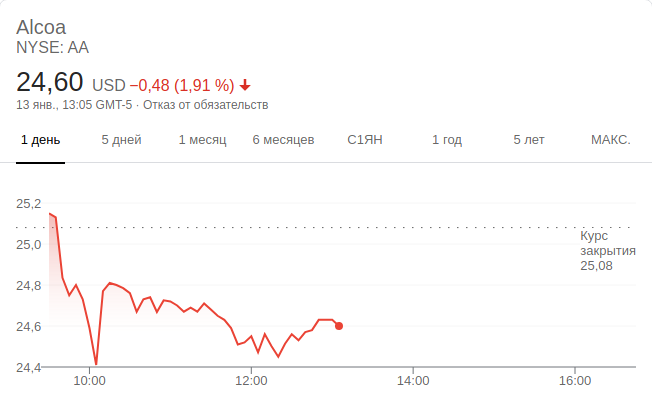 Alcoa
NYSE: AA
24,60 USD −0,48 (1,91 %)
13 янв., 13:05 GMT-5 · Отказ от обязательств
1 день 5 дней 1 месяц 6 месяцев С1ЯН 1 год 5 лет МАКС.
25,2
Курс
закрытия
25,08
25,0
24,8
24,6
24,4
10:00 12:00 14:00 16:00